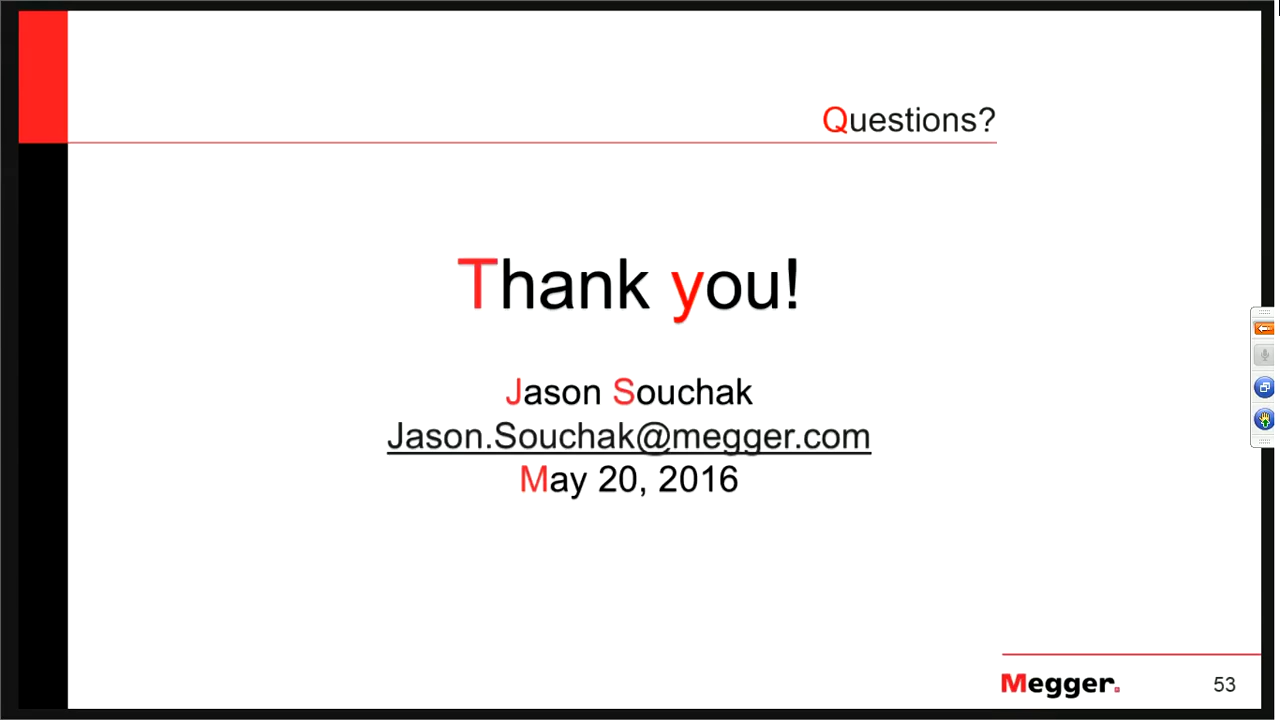 Questions?
Thank you!
Jason Souchak
Jason.Souchak@megger.com
May 20, 2016
Megger.
53